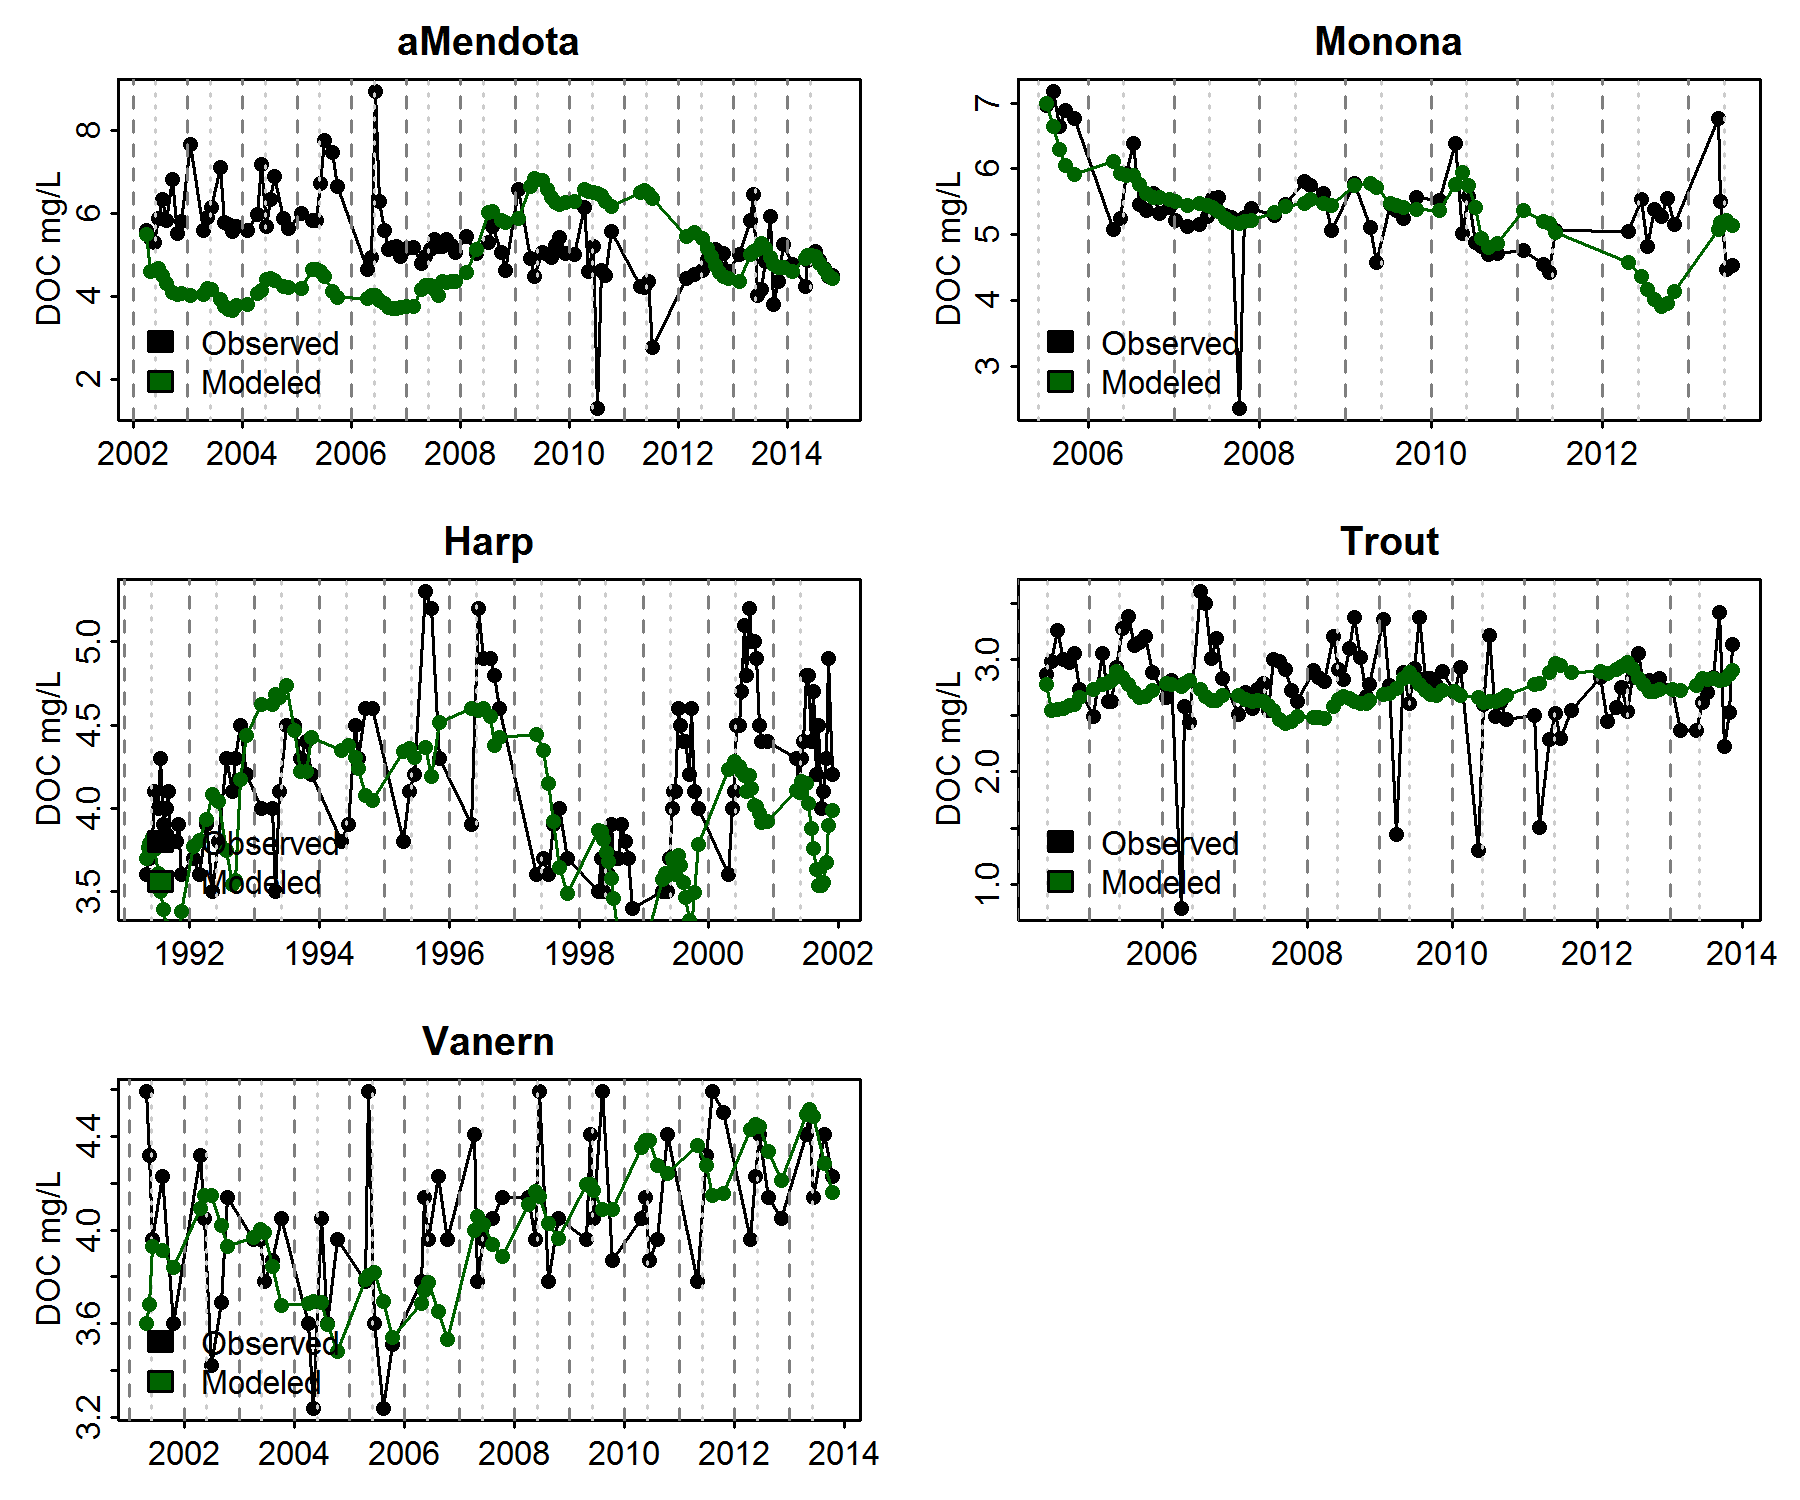 aMendota
DOC mg/L
8
6
4
2
Observed
Modeled
2002 2004 2006 2008 2010 2012 2014
Monona
DOC mg/L
7
6
5
4
3
Observed
Modeled
2006 2008 2010 2012
Harp
DOC mg/L
5.0
4.5
4.0
3.5
Observed
Modeled
1992 1994 1996 1998 2000 2002
Trout
DOC mg/L
3.0
2.0
1.0
Observed
Modeled
2006 2008 2010 2012 2014
Vanern
DOC mg/L
4.4
4.0
3.6
3.2
Observed
Modeled
2002 2004 2006 2008 2010 2012 2014